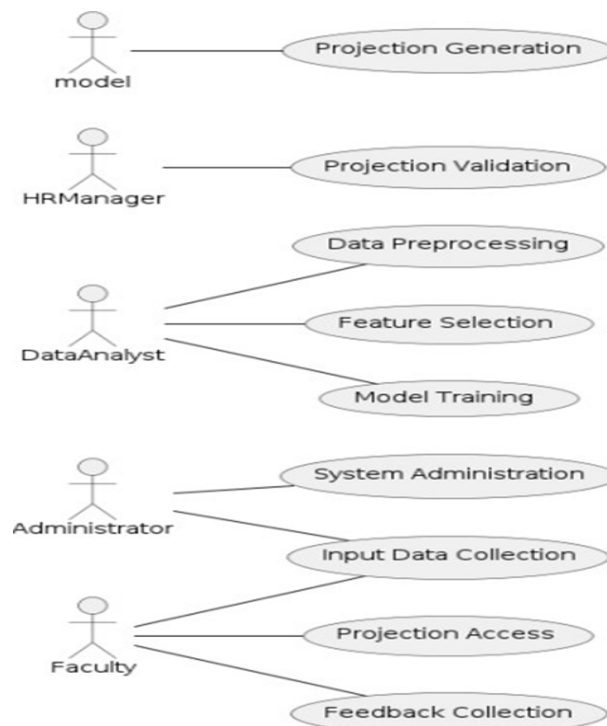 Projection Generation
model
Projection Validation
HRManager
Data Preprocessing
Feature Selection
DataAnalyst
Model Training
System Administration
Administrator
Input Data Collection
Projection Access
Faculty
Feedback Collection